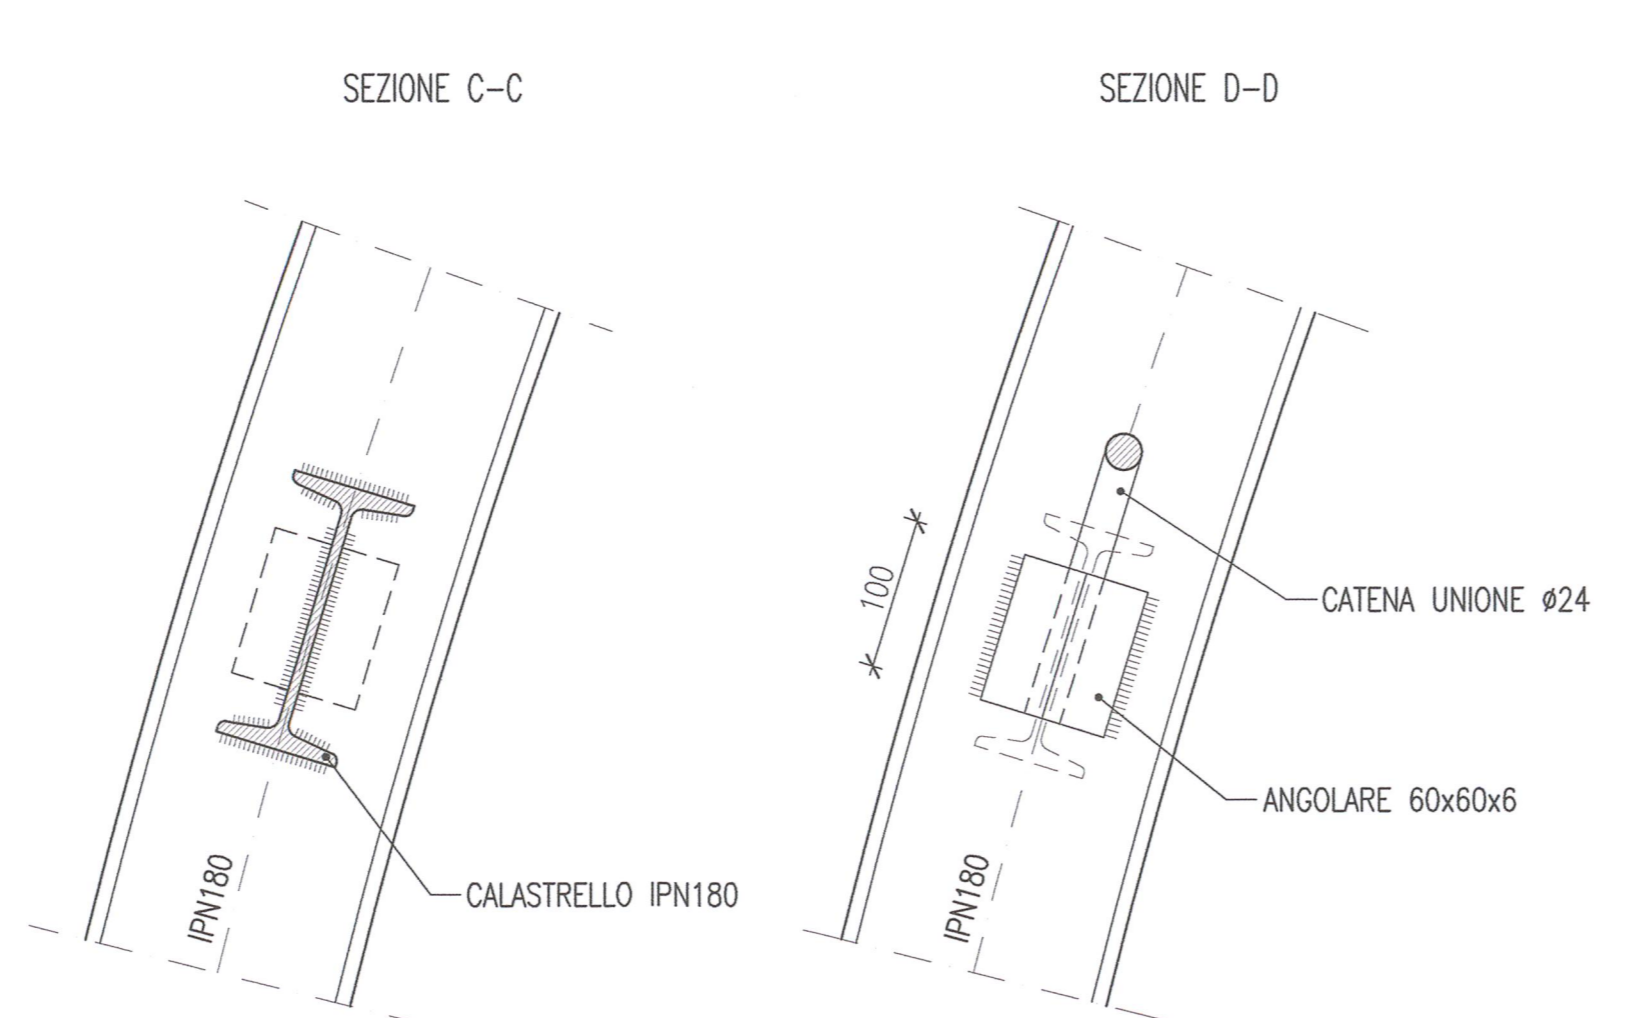 SEZIONE C-C
SEZIONE D-D
100
CATENA UNIONE ø24
ANGOLARE 60x60x6
IPN180
CALASTRELLO IPN180
IPN180